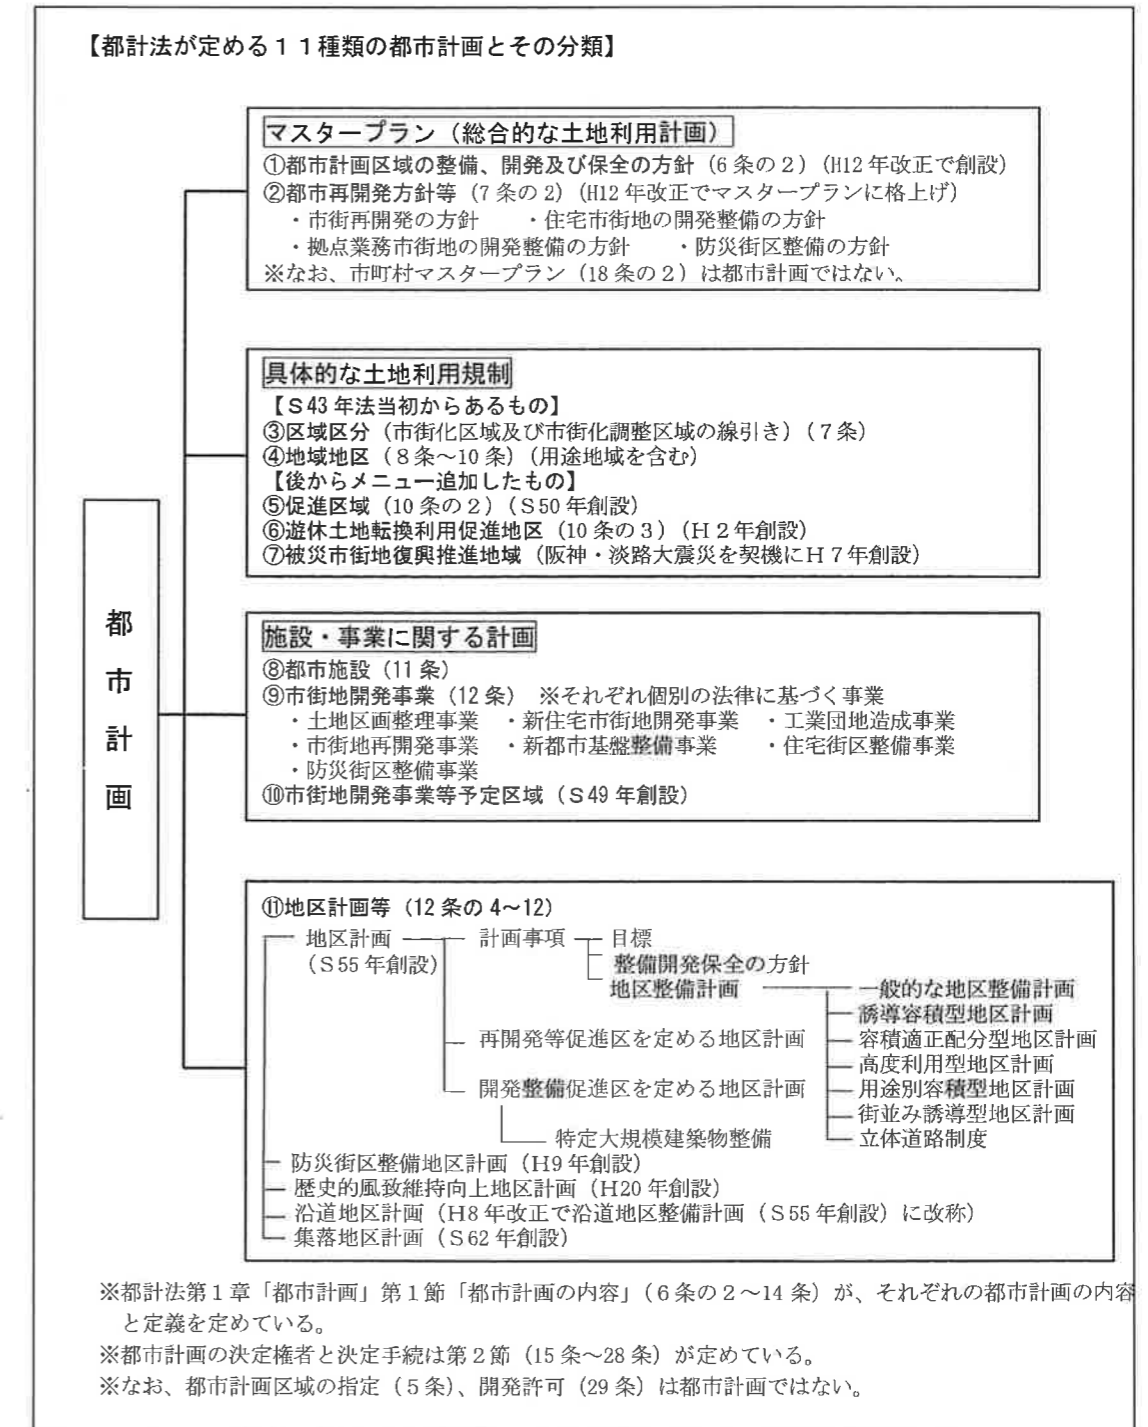 【都計法が定める１１種類の都市計画とその分類】
マスタープラン（総合的な土地利用計画）
①都市計画区域の整備、開発及び保全の方針（6条の2）（H12年改正で創設）
②都市再開発方針等（7条の2）（H12年改正でマスタープランに格上げ）
・市街再開発の方針　・住宅市街地の開発整備の方針
・拠点業務市街地の開発整備の方針　・防災街区整備の方針
※なお、市町村マスタープラン（18条の2）は都市計画ではない。
具体的な土地利用規制
【S43年法当初からあるもの】
③区域区分（市街化区域及び市街化調整区域の線引き）（7条）
④地域地区（8条～10条）（用途地域を含む）
【後からメニュー追加したもの】
⑤促進区域（10条の2）（S50年創設）
⑥遊休土地転換利用促進地区（10条の3）（H2年創設）
⑦被災市街地復興推進地域（阪神・淡路大震災を契機にH7年創設）
都市計画
施設・事業に関する計画
⑧都市施設（11条）
⑨市街地開発事業（12条）　※それぞれ個別の法律に基づく事業
・土地区画整理事業　・新住宅市街地開発事業　・工業団地造成事業
・市街地再開発事業　・新都市基盤整備事業　・住宅街区整備事業
・防災街区整備事業
⑩市街地開発事業等予定区域（S49年創設）
⑪地区計画等（12条の4～12）
地区計画　計画事項　目標
（S55年創設）　整備開発保全の方針
地区整備計画　一般的な地区整備計画
誘導容積型地区計画
再開発等促進区を定める地区計画　容積適正配分型地区計画
高度利用型地区計画
開発整備促進区を定める地区計画　用途別容積型地区計画
街並み誘導型地区計画
特定大規模建築物整備　立体道路制度
防災街区整備地区計画（H9年創設）
歴史的風致維持向上地区計画（H20年創設）
沿道地区計画（H8年改正で沿道地区整備計画（S55年創設）に改称）
集落地区計画（S62年創設）
※都計法第1章「都市計画」第1節「都市計画の内容」（6条の2～14条）が、それぞれの都市計画の内容
と定義を定めている。
※都市計画の決定権者と決定手続は第2節（15条～28条）が定めている。
※なお、都市計画区域の指定（5条）、開発許可（29条）は都市計画ではない。